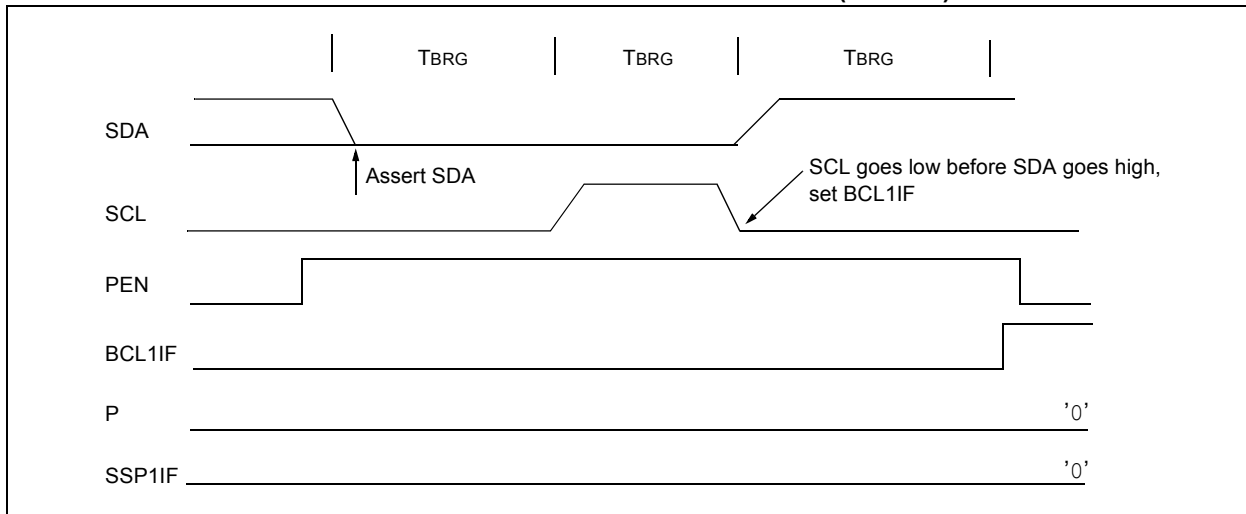 TBRG TBRG TBRG
SDA
Assert SDA
SCL goes low before SDA goes high,
set BCL1IF
SCL
PEN
BCL1IF
P
'0'
SSP1IF
'0'